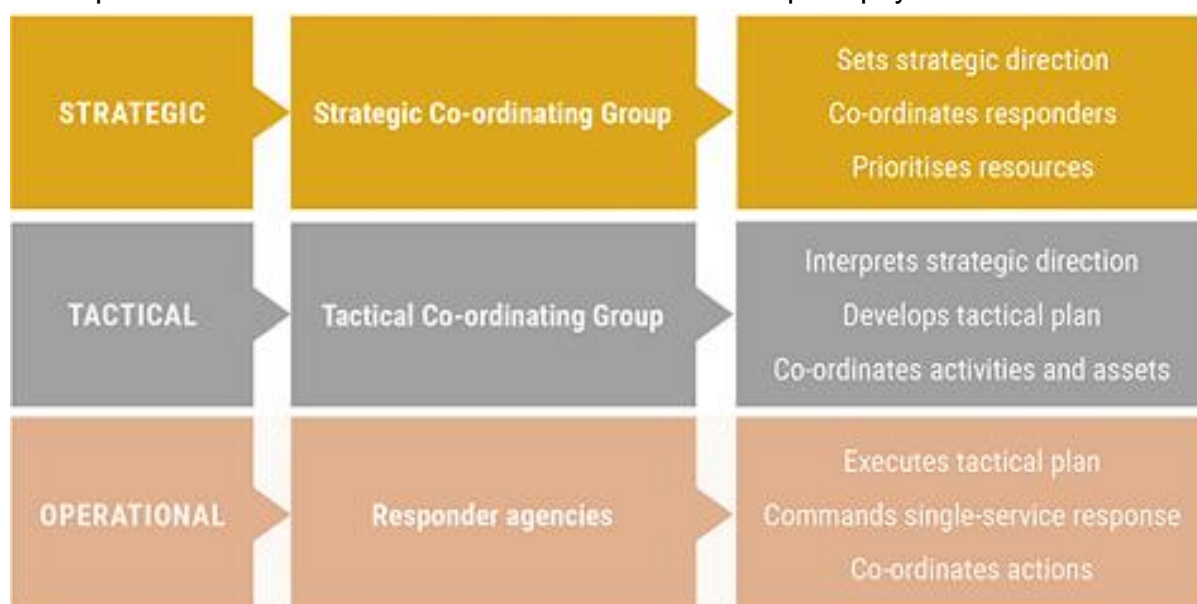 STRATEGIC
Strategic Co-ordinating Group
Sets strategic direction
Co-ordinates responders
Prioritises resources
TACTICAL
Tactical Co-ordinating Group
Interprets strategic direction
Develops tactical plan
Co-ordinates activities and assets
OPERATIONAL
Responder agencies
Executes tactical plan
Commands single-service response
Co-ordinates actions